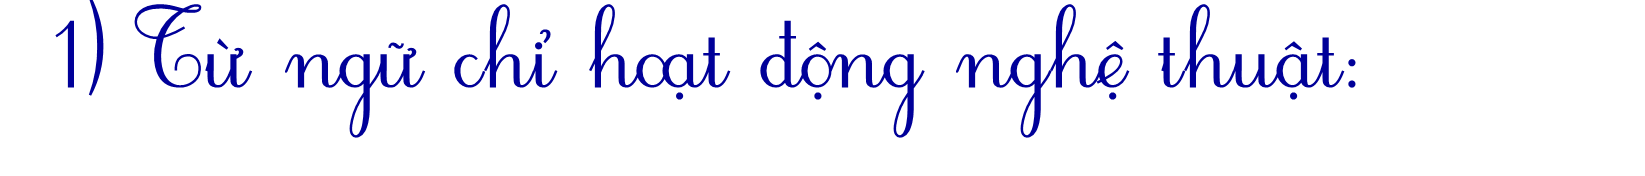 1) Từ ngữ chỉ hoạt động nghệ thuật: